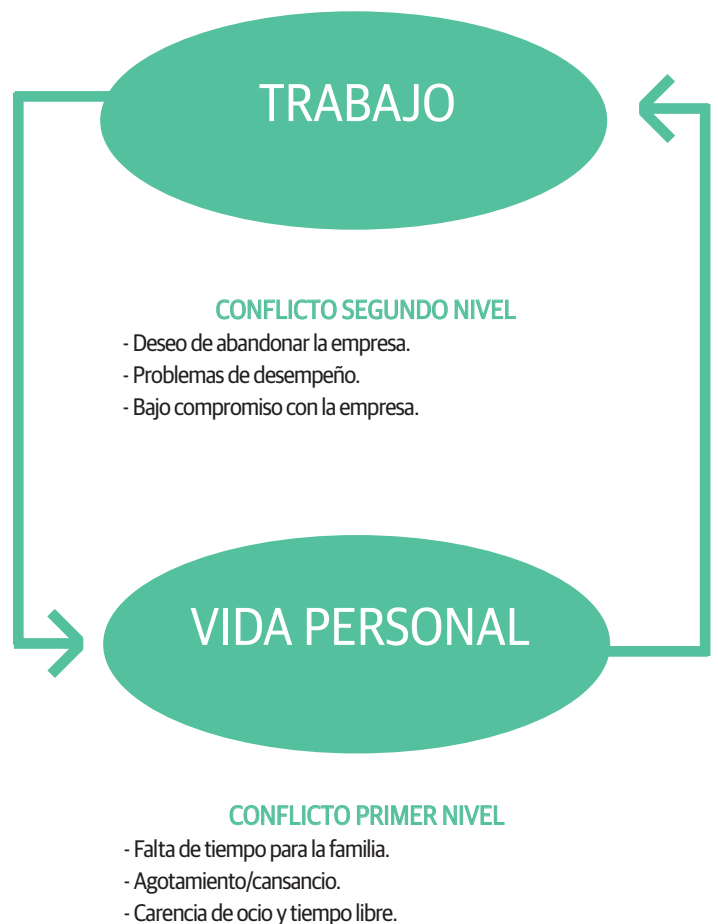 TRABAJO
CONFLICTO SEGUNDO NIVEL
- Deseo de abandonar la empresa.
- Problemas de desempeño.
- Bajo compromiso con la empresa.
VIDA PERSONAL
CONFLICTO PRIMER NIVEL
- Falta de tiempo para la familia.
- Agotamiento/cansancio.
- Carencia de ocio y tiempo libre.